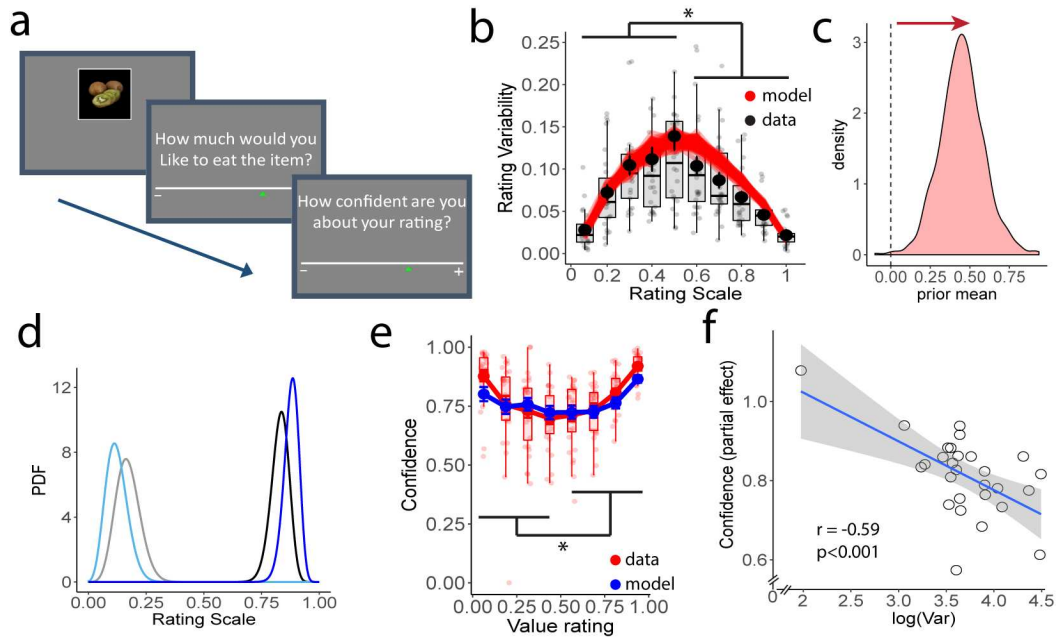 a
How much would you
Like to eat the item?
–
How confident are you
about your rating?
– +
b
Rating Variability
0.25
0.20
0.15
0.10
0.05
0.00
*
model
data
0 0.2 0.4 0.6 0.8 1
Rating Scale
c
density
3
2
1
0
0.00 0.25 0.50 0.75
prior mean
d
PDF
12
8
4
0
0.00 0.25 0.50 0.75 1.00
Rating Scale
e
Confidence
1.00
0.75
0.50
0.25
0.00
*
data
model
0.00 0.25 0.50 0.75 1.00
Value rating
f
Confidence (partial effect)
1.0
0.8
0.6
r = -0.59
p<0.001
2 2.5 3.0 3.5 4.0 4.5
log(Var)